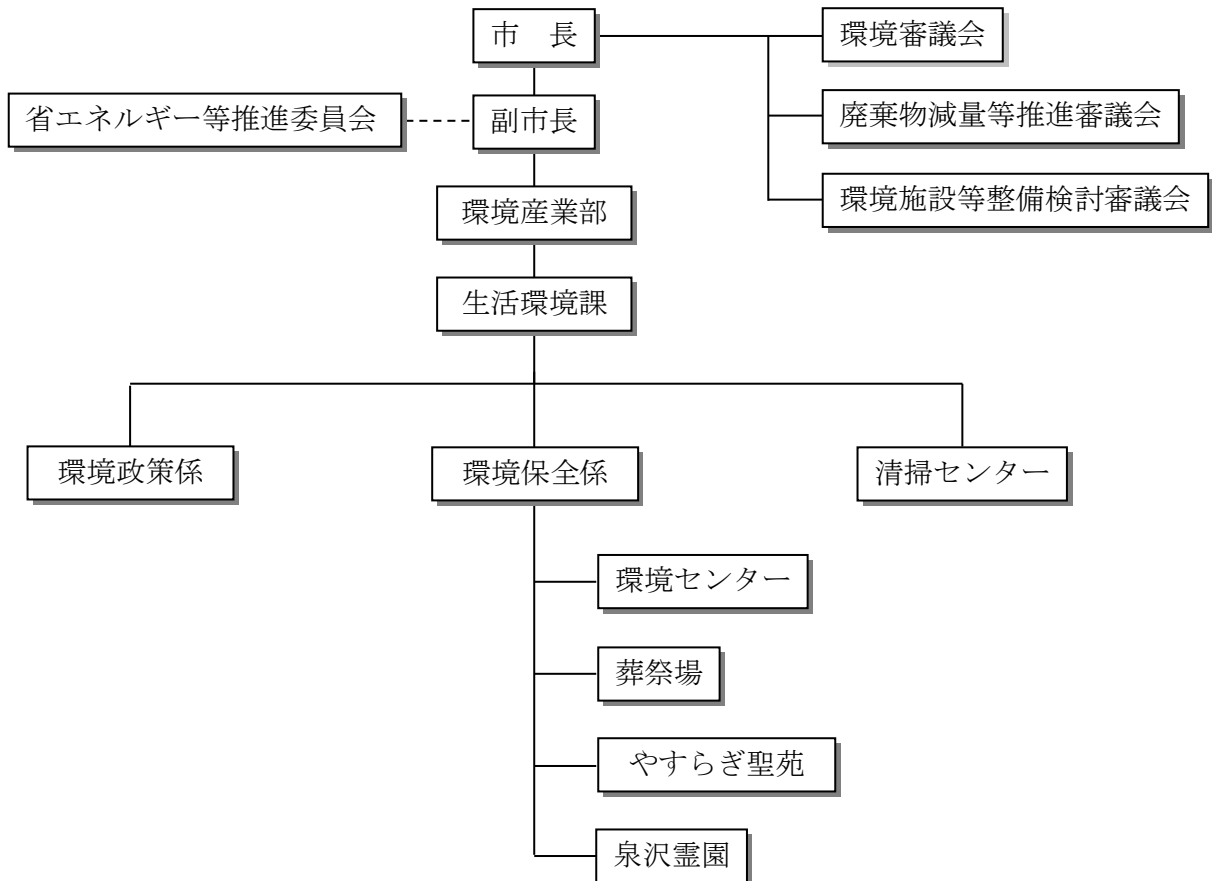 市　長
環境審議会
省エネルギー等推進委員会
副市長
廃棄物減量等推進審議会
環境施設等整備検討審議会
環境産業部
生活環境課
環境政策係
環境保全係
清掃センター
環境センター
葬祭場
やすらぎ聖苑
泉沢霊園